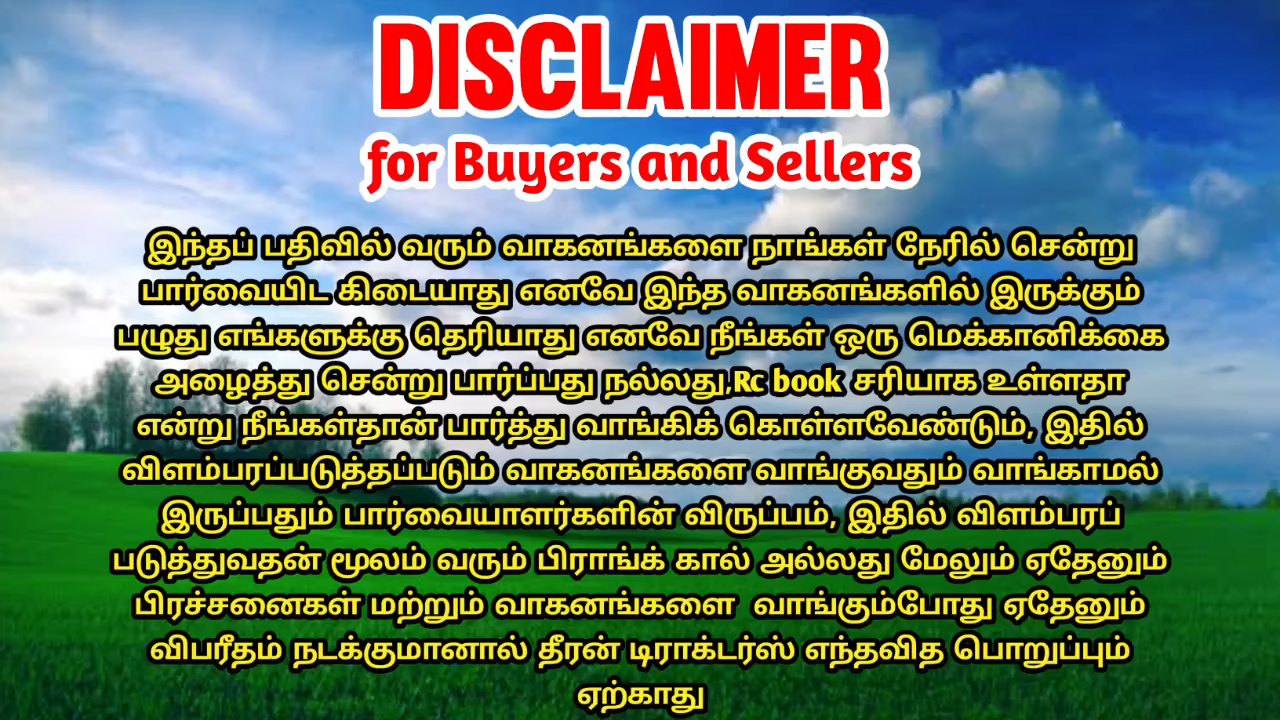 DISCLAIMER
for Buyers and Sellers
இந்தப் பதிவில் வரும் வாகனங்களை நாங்கள் நேரில் சென்று
பார்வையிட கிடையாது எனவே இந்த வாகனங்களில் இருக்கும்
பழுது எங்களுக்கு தெரியாது எனவே நீங்கள் ஒரு மெக்கானிக்கை
அழைத்து சென்று பார்ப்பது நல்லது,Rc book சரியாக உள்ளதா
என்று நீங்கள்தான் பார்த்து வாங்கிக் கொள்ளவேண்டும், இதில்
விளம்பரப்படுத்தப்படும் வாகனங்களை வாங்குவதும் வாங்காமல்
இருப்பதும் பார்வையாளர்களின் விருப்பம், இதில் விளம்பரப்
படுத்துவதன் மூலம் வரும் பிராங்க் கால் அல்லது மேலும் ஏதேனும்
பிரச்சனைகள் மற்றும் வாகனங்களை வாங்கும்போது ஏதேனும்
விபரீதம் நடக்குமானால் தீரன் டிராக்டர்ஸ் எந்தவித பொறுப்பும்
ஏற்காது